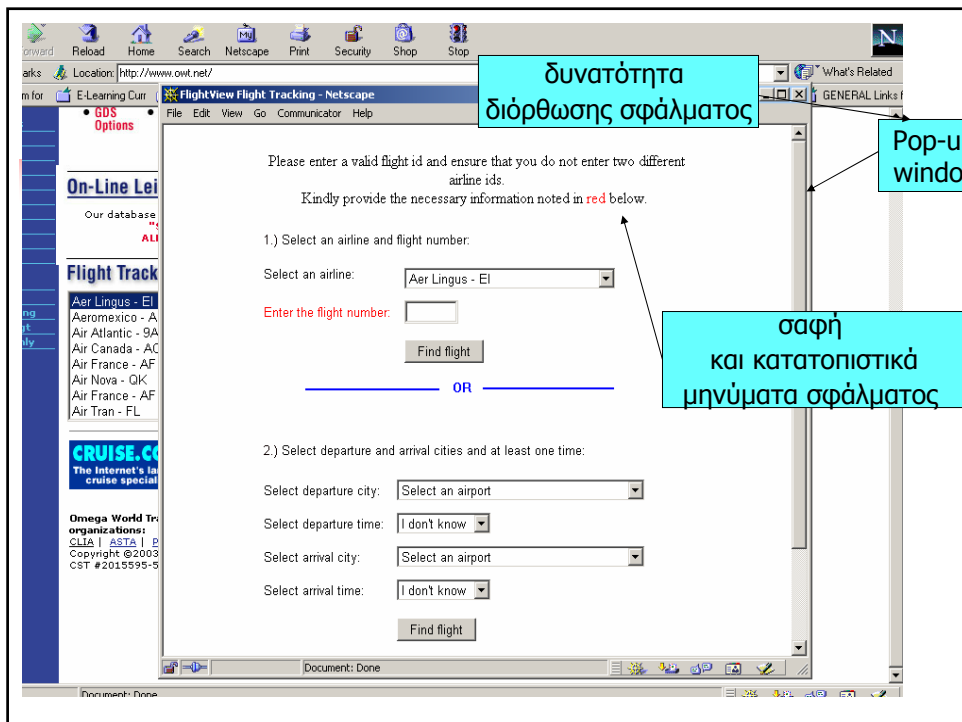 Reload Home Search Netscape Print Security Shop Stop
N
arks Location: http://www.owt.net/ What's Related
m for E-Learning Curr GENERAL Links f
FlightView Flight Tracking - Netscape
File Edit View Go Communicator Help
δυνατότητα
διόρθωσης σφάλματος
Pop-u
windo
GDS
Options
On-Line Lei
Our database
ALI
Flight Track
Aer Lingus - EI
Aeromexico - A
Air Atlantic - 9A
Air Canada - AC
Air France - AF
Air Nova - QK
Air France - AF
Air Tran - FL
CRUISE.CO
The Internet's la
cruise special
Omega World Tr
organizations:
CLIA | ASTA | P
Copyright ©2003
CST #2015595-5
Please enter a valid flight id and ensure that you do not enter two different
airline ids.
Kindly provide the necessary information noted in red below.
1.) Select an airline and flight number:
Select an airline: Aer Lingus - EI
Enter the flight number:
Find flight
OR
σαφή
και κατατοπιστικά
μηνύματα σφάλματος
2.) Select departure and arrival cities and at least one time:
Select departure city: Select an airport
Select departure time: I don't know
Select arrival city: Select an airport
Select arrival time: I don't know
Find flight
Document: Done
Document: Done